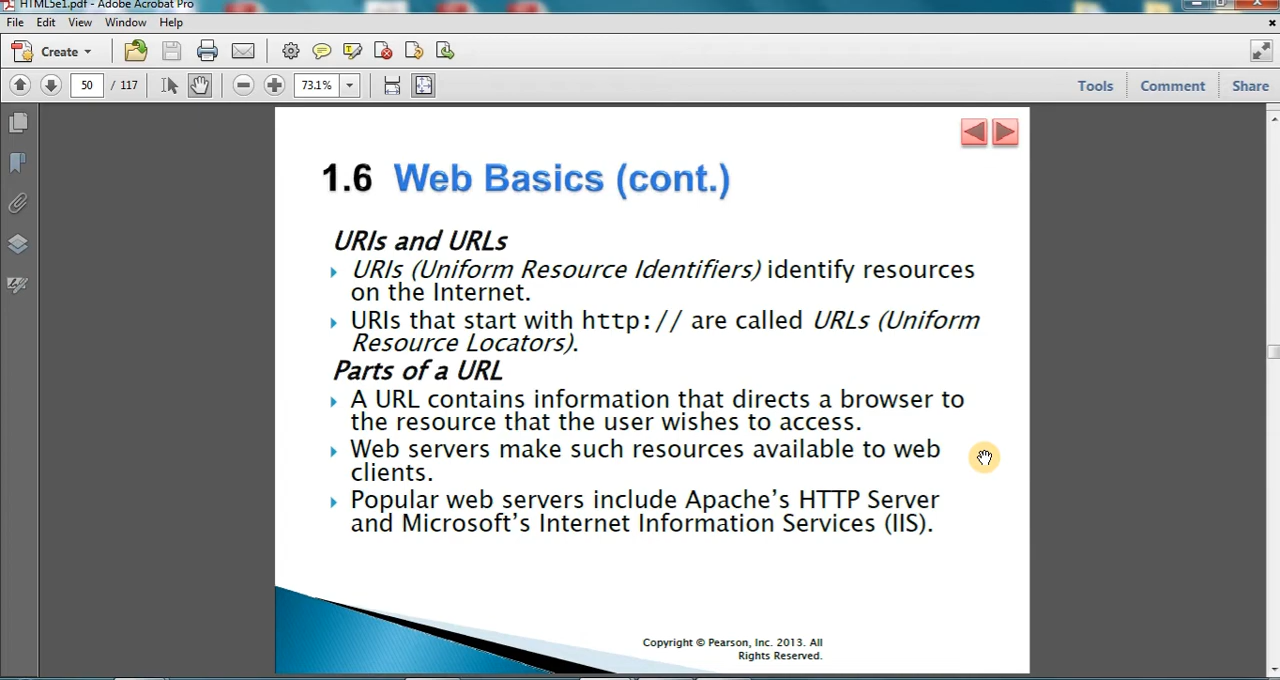 HTML5e1.pdf - Adobe Acrobat Pro
File Edit View Window Help
Create
50 / 117 73.1% Tools Comment Share
1.6 Web Basics (cont.)
URIs and URLs
URIs (Uniform Resource Identifiers) identify resources
on the Internet.
URIs that start with http:// are called URLs (Uniform
Resource Locators).
Parts of a URL
A URL contains information that directs a browser to
the resource that the user wishes to access.
Web servers make such resources available to web
clients.
Popular web servers include Apache's HTTP Server
and Microsoft's Internet Information Services (IIS).
Copyright © Pearson, Inc. 2013. All
Rights Reserved.